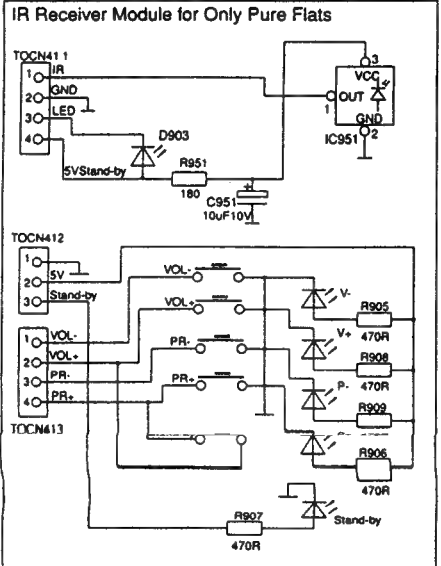 IR Receiver Module for Only Pure Flats
TOCN41 1
1 IR
2 GND
3 LED
4
5VStand-by
D903
R951
180
C951
+
10uF10V
3
VCC
1
OUT
GND
IC951 2
TOCN412
1
2 5V
3 Stand-by
TOCN413
1 VOL-
2 VOL+
3 PR-
4 PR+
VOL-
VOL+
PR-
PR+
V-
R905
470R
V+
R908
470R
P-
R909
R906
470R
R907
470R
Stand-by